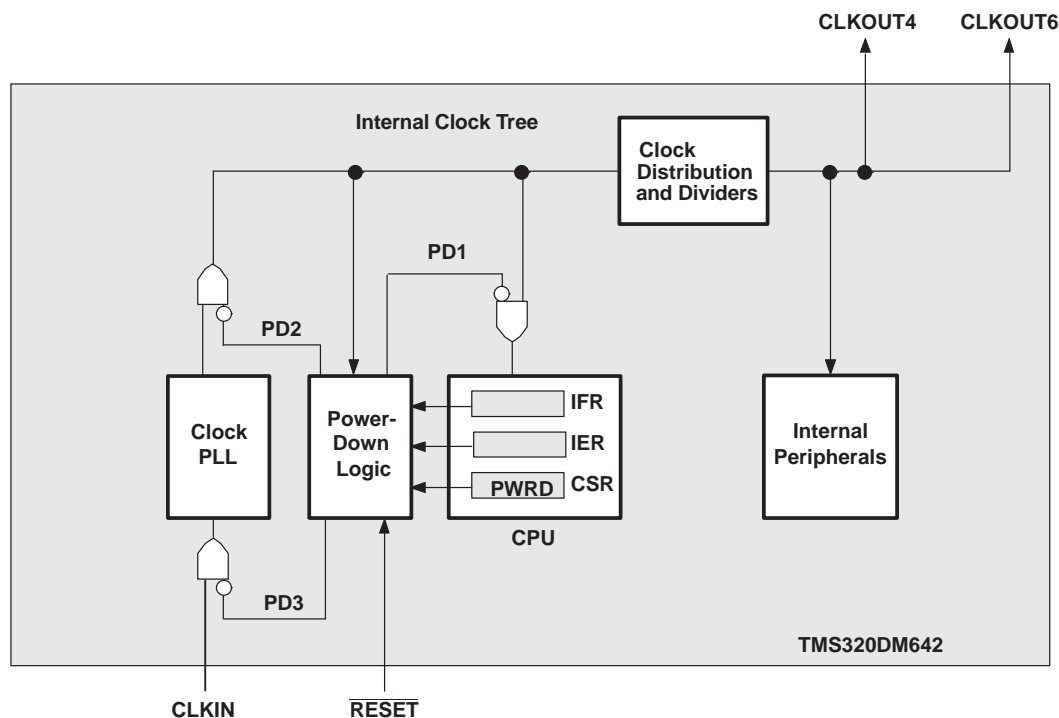 CLKOUT4 CLKOUT6
Internal Clock Tree
Clock
Distribution
and Dividers
PD1
PD2
Clock
PLL
Power-
Down
Logic
IFR
IER
PWRD CSR
CPU
Internal
Peripherals
PD3
TMS320DM642
CLKIN RESET